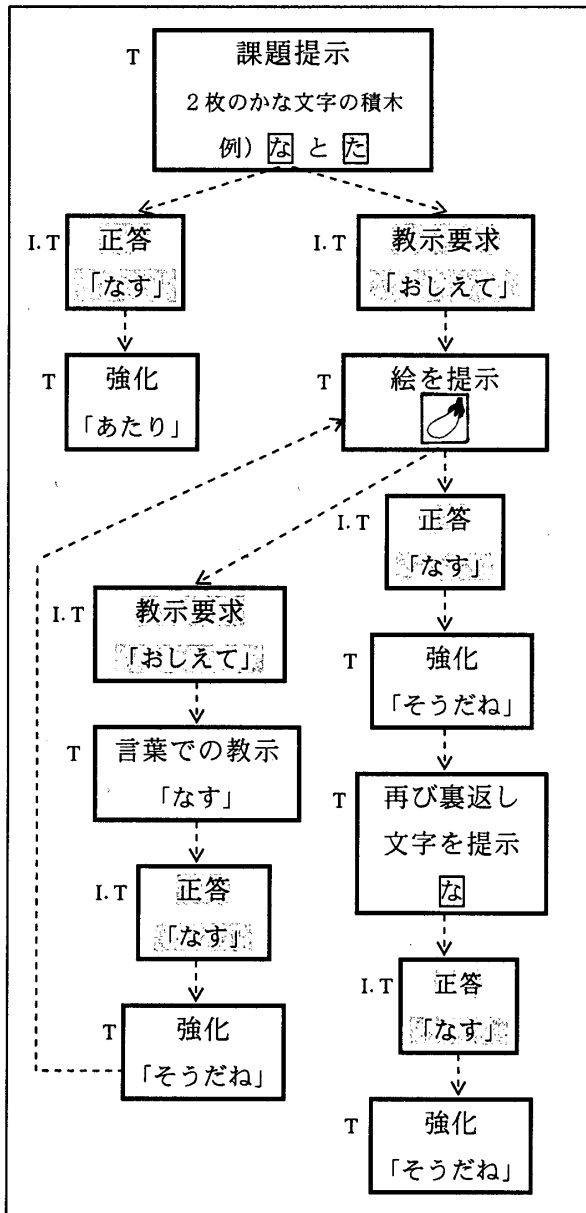 T
課題提示
2枚のかな文字の積木
例) な と た
I.T
正答
「なす」
I.T
教示要求
「おしえて」
T
強化
「あたり」
T
絵を提示
I.T
正答
「なす」
I.T
教示要求
「おしえて」
T
強化
「そうだね」
T
言葉での教示
「なす」
T
再び裏返し
文字を提示
な
I.T
正答
「なす」
I.T
正答
「なす」
T
強化
「そうだね」
T
強化
「そうだね」